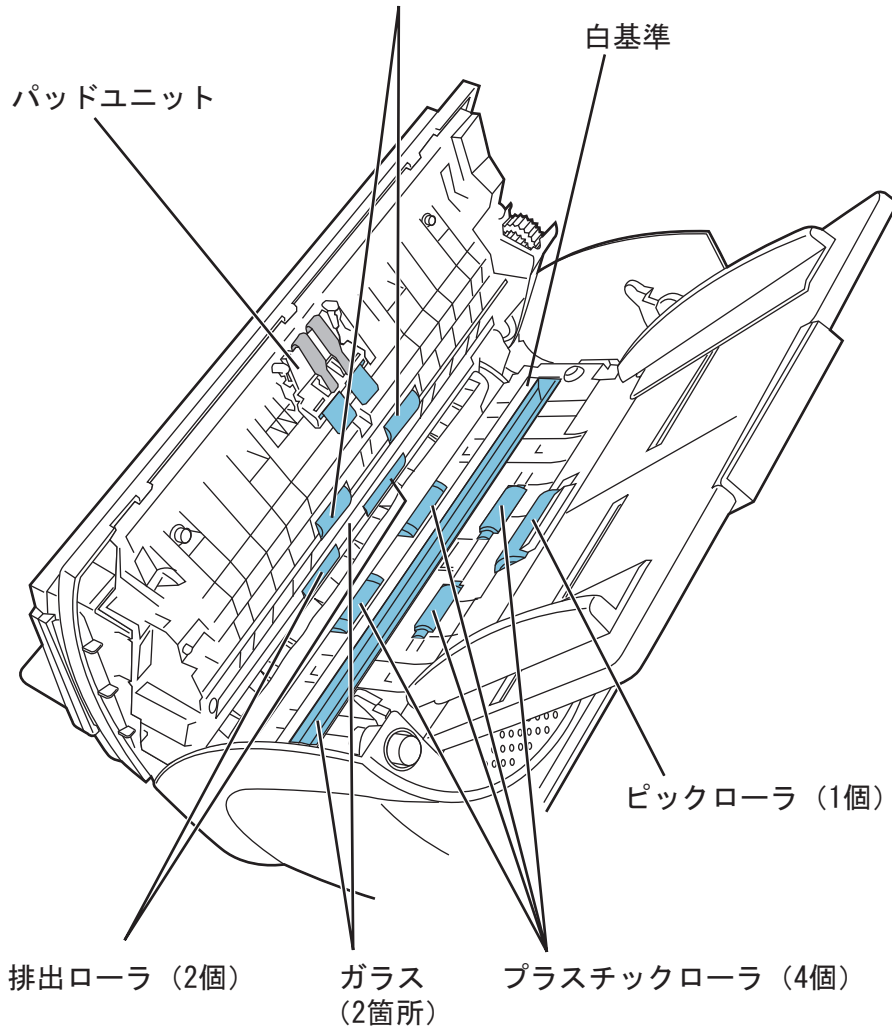 白基準
パッドユニット
ピックローラ（1個）
排出ローラ（2個）
ガラス
（2箇所）
プラスチックローラ（4個）